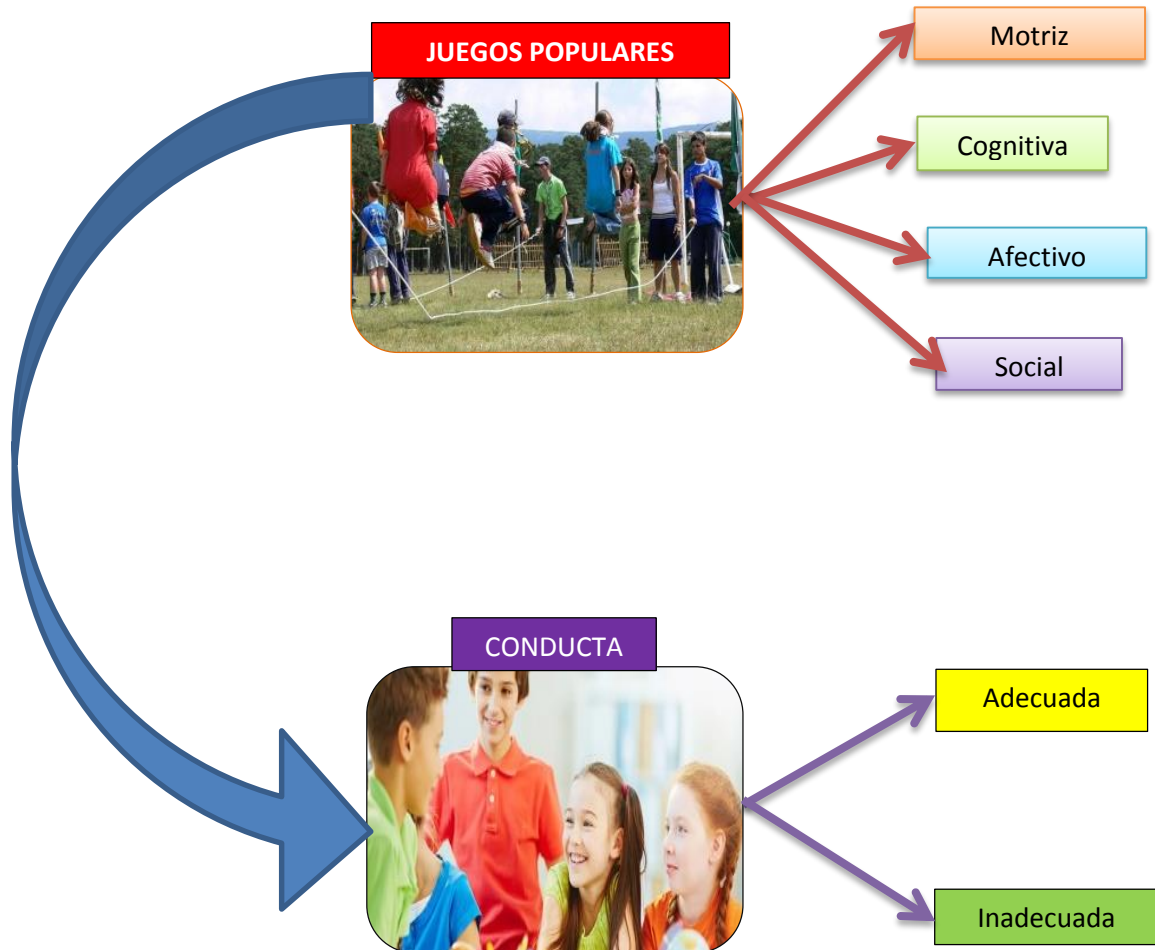 JUEGOS POPULARES
Motriz
Cognitiva
Afectivo
Social
CONDUCTA
Adecuada
Inadecuada